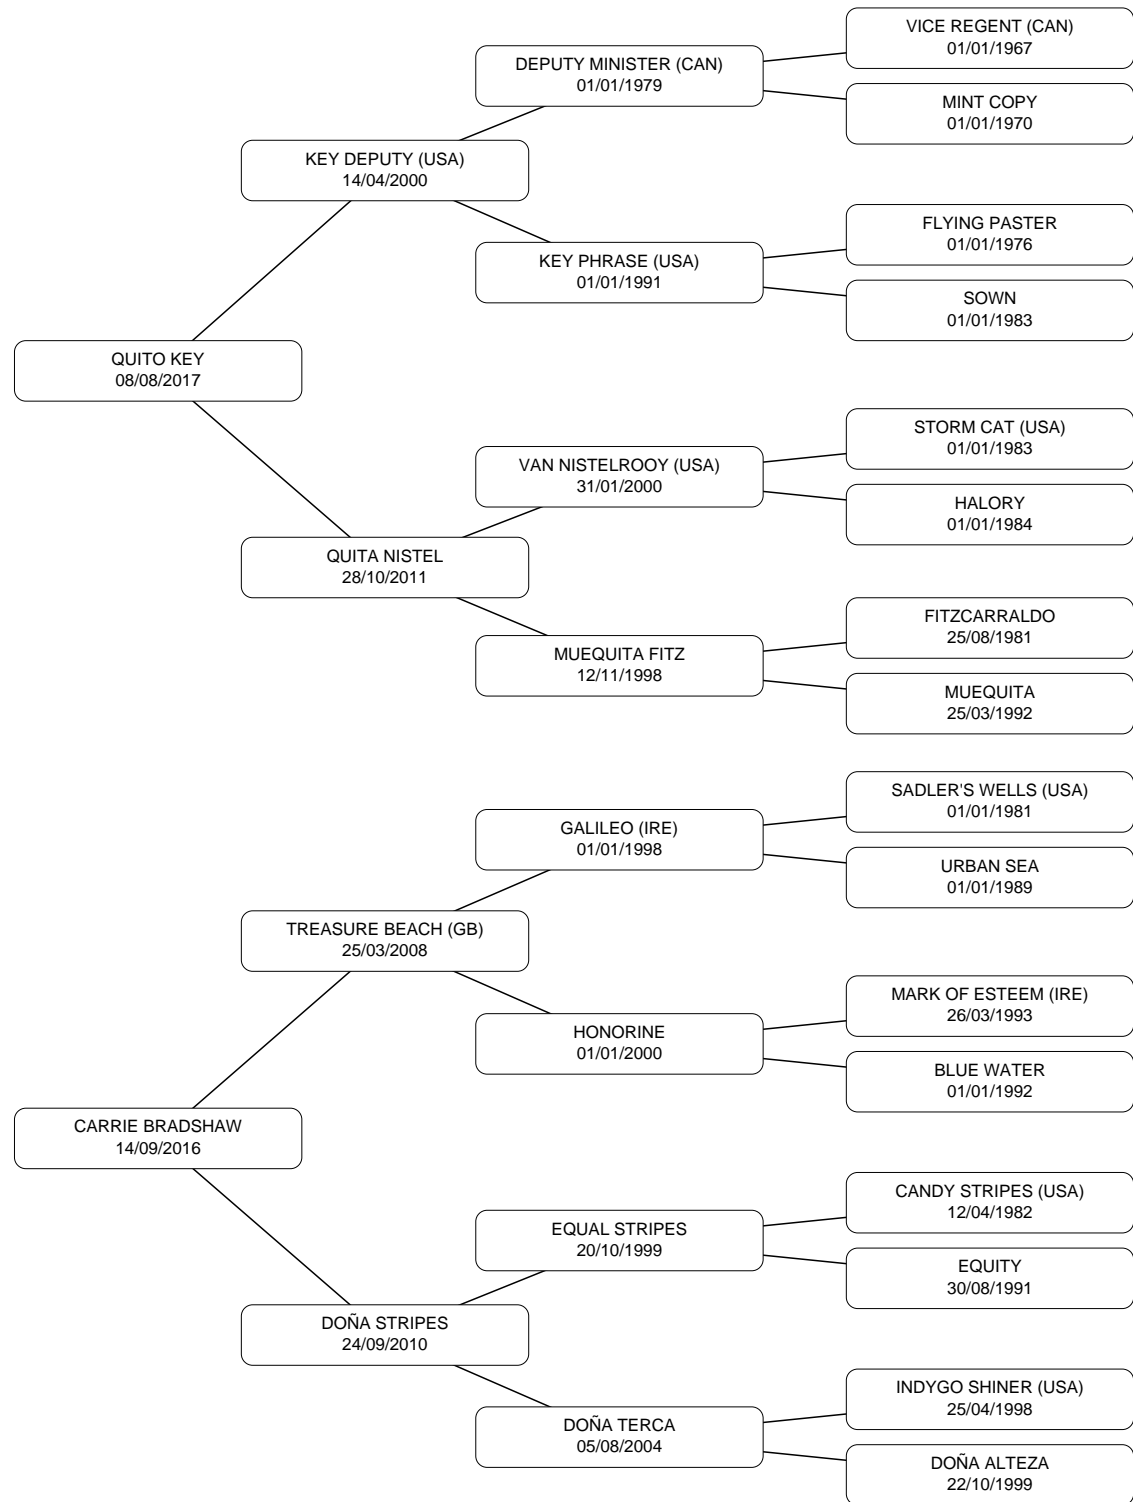 VICE REGENT (CAN)
01/01/1967
DEPUTY MINISTER (CAN)
01/01/1979
MINT COPY
01/01/1970
KEY DEPUTY (USA)
14/04/2000
FLYING PASTER
01/01/1976
KEY PHRASE (USA)
01/01/1991
SOWN
01/01/1983
QUITO KEY
08/08/2017
STORM CAT (USA)
01/01/1983
VAN NISTELROOY (USA)
31/01/2000
HALORY
01/01/1984
QUITA NISTEL
28/10/2011
FITZCARRALDO
25/08/1981
MUEQUITA FITZ
12/11/1998
MUEQUITA
25/03/1992
SADLER'S WELLS (USA)
01/01/1981
GALILEO (IRE)
01/01/1998
URBAN SEA
01/01/1989
TREASURE BEACH (GB)
25/03/2008
MARK OF ESTEEM (IRE)
26/03/1993
HONORINE
01/01/2000
BLUE WATER
01/01/1992
CARRIE BRADSHAW
14/09/2016
CANDY STRIPES (USA)
12/04/1982
EQUAL STRIPES
20/10/1999
EQUITY
30/08/1991
DOÑA STRIPES
24/09/2010
INDYGO SHINER (USA)
25/04/1998
DOÑA TERCA
05/08/2004
DOÑA ALTEZA
22/10/1999